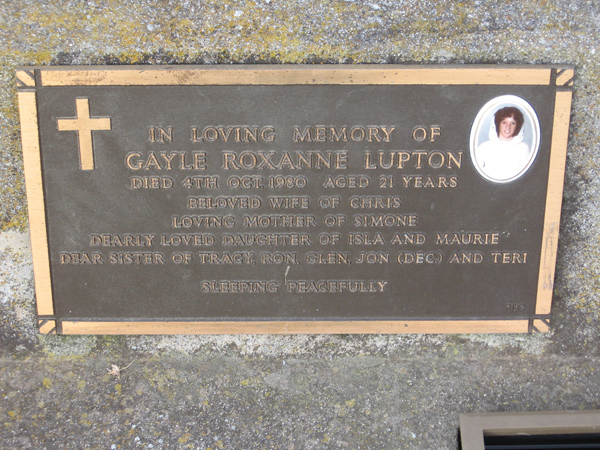 IN LOVING MEMORY OF
GAYLE ROXANNE LUPTON
DIED 4TH OCT. 1980 AGED 21 YEARS
BELOVED WIFE OF CHRIS
LOVING MOTHER OF SIMONE
DEARLY LOVED DAUGHTER OF ISLA AND MAURIE
DEAR SISTER OF TRACY, RON, GLEN, JON (DEC.) AND TERI
SLEEPING PEACEFULLY